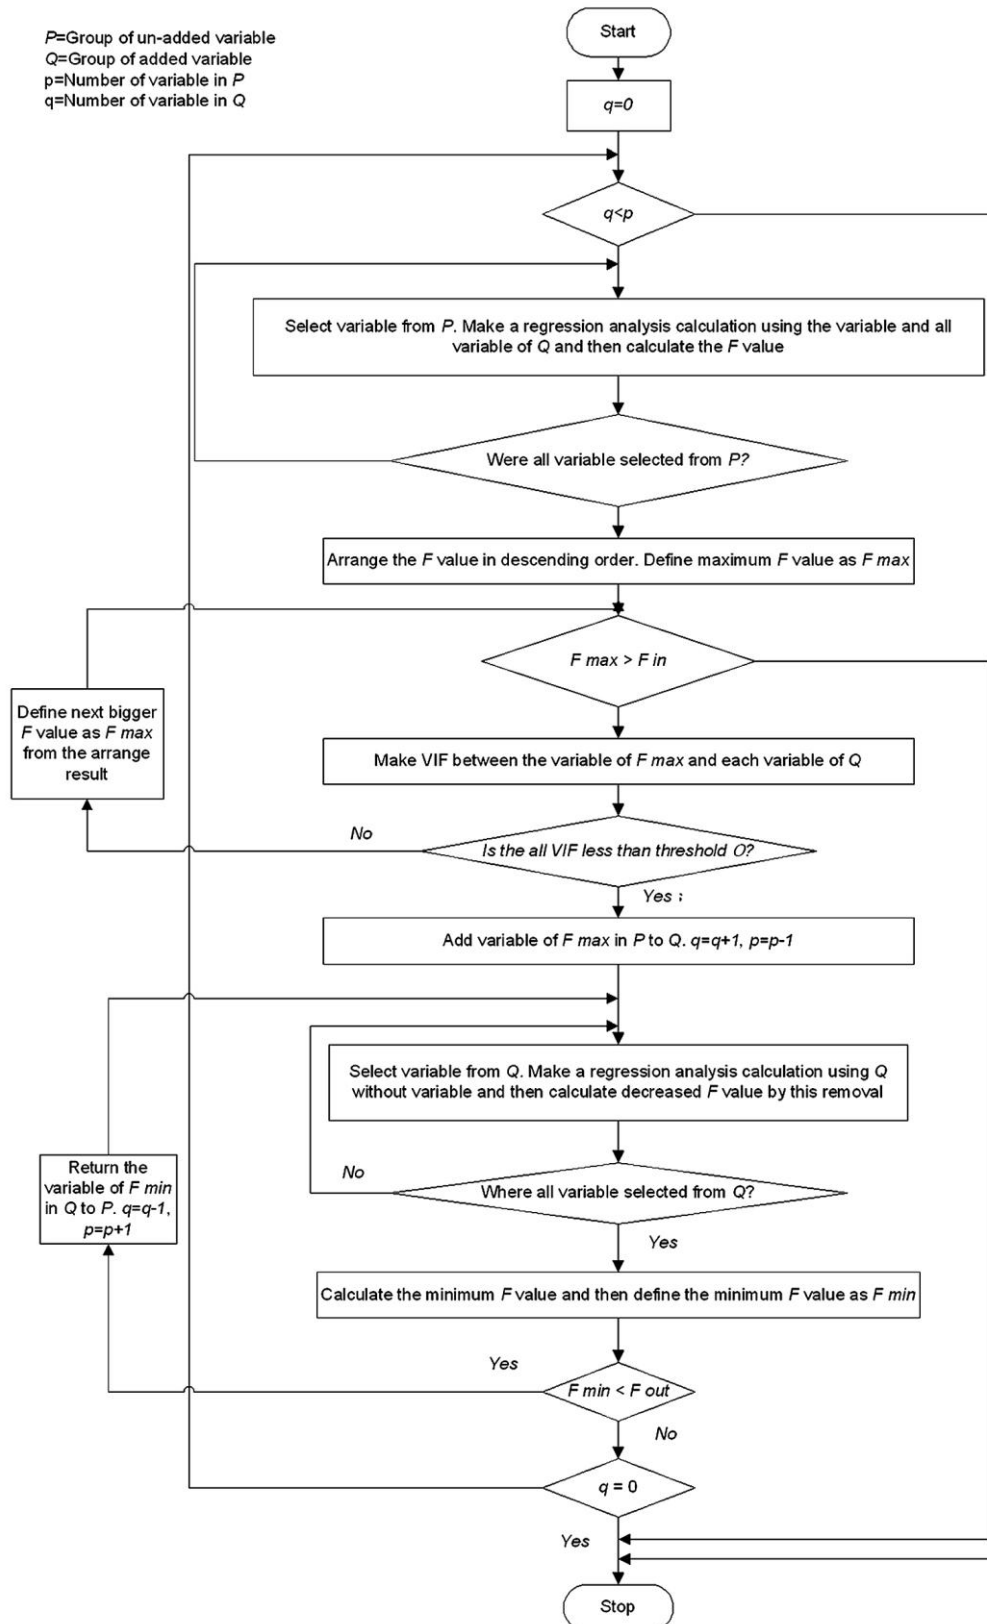 P=Group of un-added variable
Q=Group of added variable
p=Number of variable in P
q=Number of variable in Q
Start
q=0
q<p
Select variable from P. Make a regression analysis calculation using the variable and all
variable of Q and then calculate the F value
Were all variable selected from P?
Arrange the F value in descending order. Define maximum F value as F max
F max > F in
Define next bigger
F value as F max
from the arrange
result
Make VIF between the variable of F max and each variable of Q
No
Is the all VIF less than threshold O?
Yes ;
Add variable of F max in P to Q. q=q+1, p=p-1
Select variable from Q. Make a regression analysis calculation using Q
without variable and then calculate decreased F value by this removal
Return the
variable of F min
in Q to P. q=q-1,
p=p+1
No
Where all variable selected from Q?
Yes
Calculate the minimum F value and then define the minimum F value as F min
Yes
F min < F out
No
q = 0
Yes
Stop